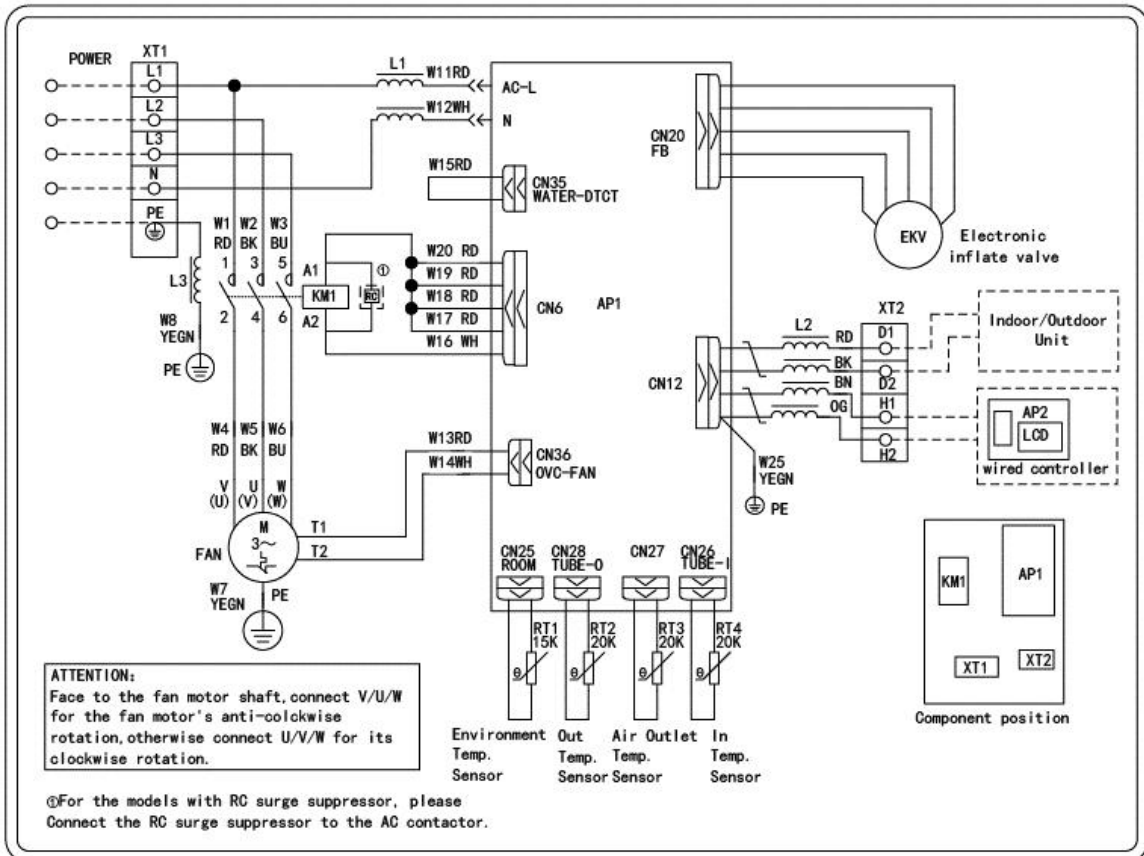 POWER
XT1
L1
L2
L3
N
PE
L1
W11RD
W12WH
AC-L
N
W15RD
CN35
WATER-DTCT
CN20
FB
EKV
Electronic
inflate valve
W1 W2 W3
RD BK BU
1 3 5
2 4 6
L3
W8
YEGN
PE
A1
KM1
A2
①
RC
W20 RD
W19 RD
W18 RD
W17 RD
W16 WH
CN6
AP1
CN12
L2
RD
BK
BN
OG
XT2
D1
D2
H1
H2
Indoor/Outdoor
Unit
AP2
LCD
wired controller
W25
YEGN
PE
W4 W5 W6
RD BK BU
V U W
(U) (V) (W)
M
3～
FAN
T1
T2
W13RD
W14WH
CN36
OVC-FAN
W7
YEGN
PE
CN25
ROOM
CN28
TUBE-O
CN27
CN26
TUBE-I
RT1
15K
RT2
20K
RT3
20K
RT4
20K
θ θ θ θ
Environment
Temp.
Sensor
Out
Temp.
Sensor
Air Outlet
Temp.
Sensor
In
Temp.
Sensor
KM1
AP1
XT1
XT2
Component position
ATTENTION:
Face to the fan motor shaft, connect V/U/W
for the fan motor's anti-colckwise
rotation, otherwise connect U/V/W for its
clockwise rotation.
①For the models with RC surge suppressor, please
Connect the RC surge suppressor to the AC contactor.